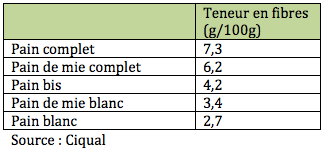 Teneur en fibres
(g/100g)
Pain complet 7,3
Pain de mie complet 6,2
Pain bis 4,2
Pain de mie blanc 3,4
Pain blanc 2,7
Source : Ciqual